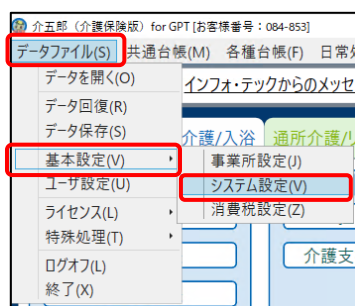 介五郎（介護保険版）for GPT [お客様番号：084-853]
データファイル(S) 共通台帳(M) 各種台帳(F) 日常
データを開く(O)
インフォ・テックからのメッセ
データ回復(R)
データ保存(S)
介護/入浴 通所介護/
基本設定(V)
事業所設定(J)
ユーザ設定(U)
システム設定(V)
ライセンス(L)
消費税設定(Z)
特殊処理(T)
ログオフ(L)
介護支
終了(X)